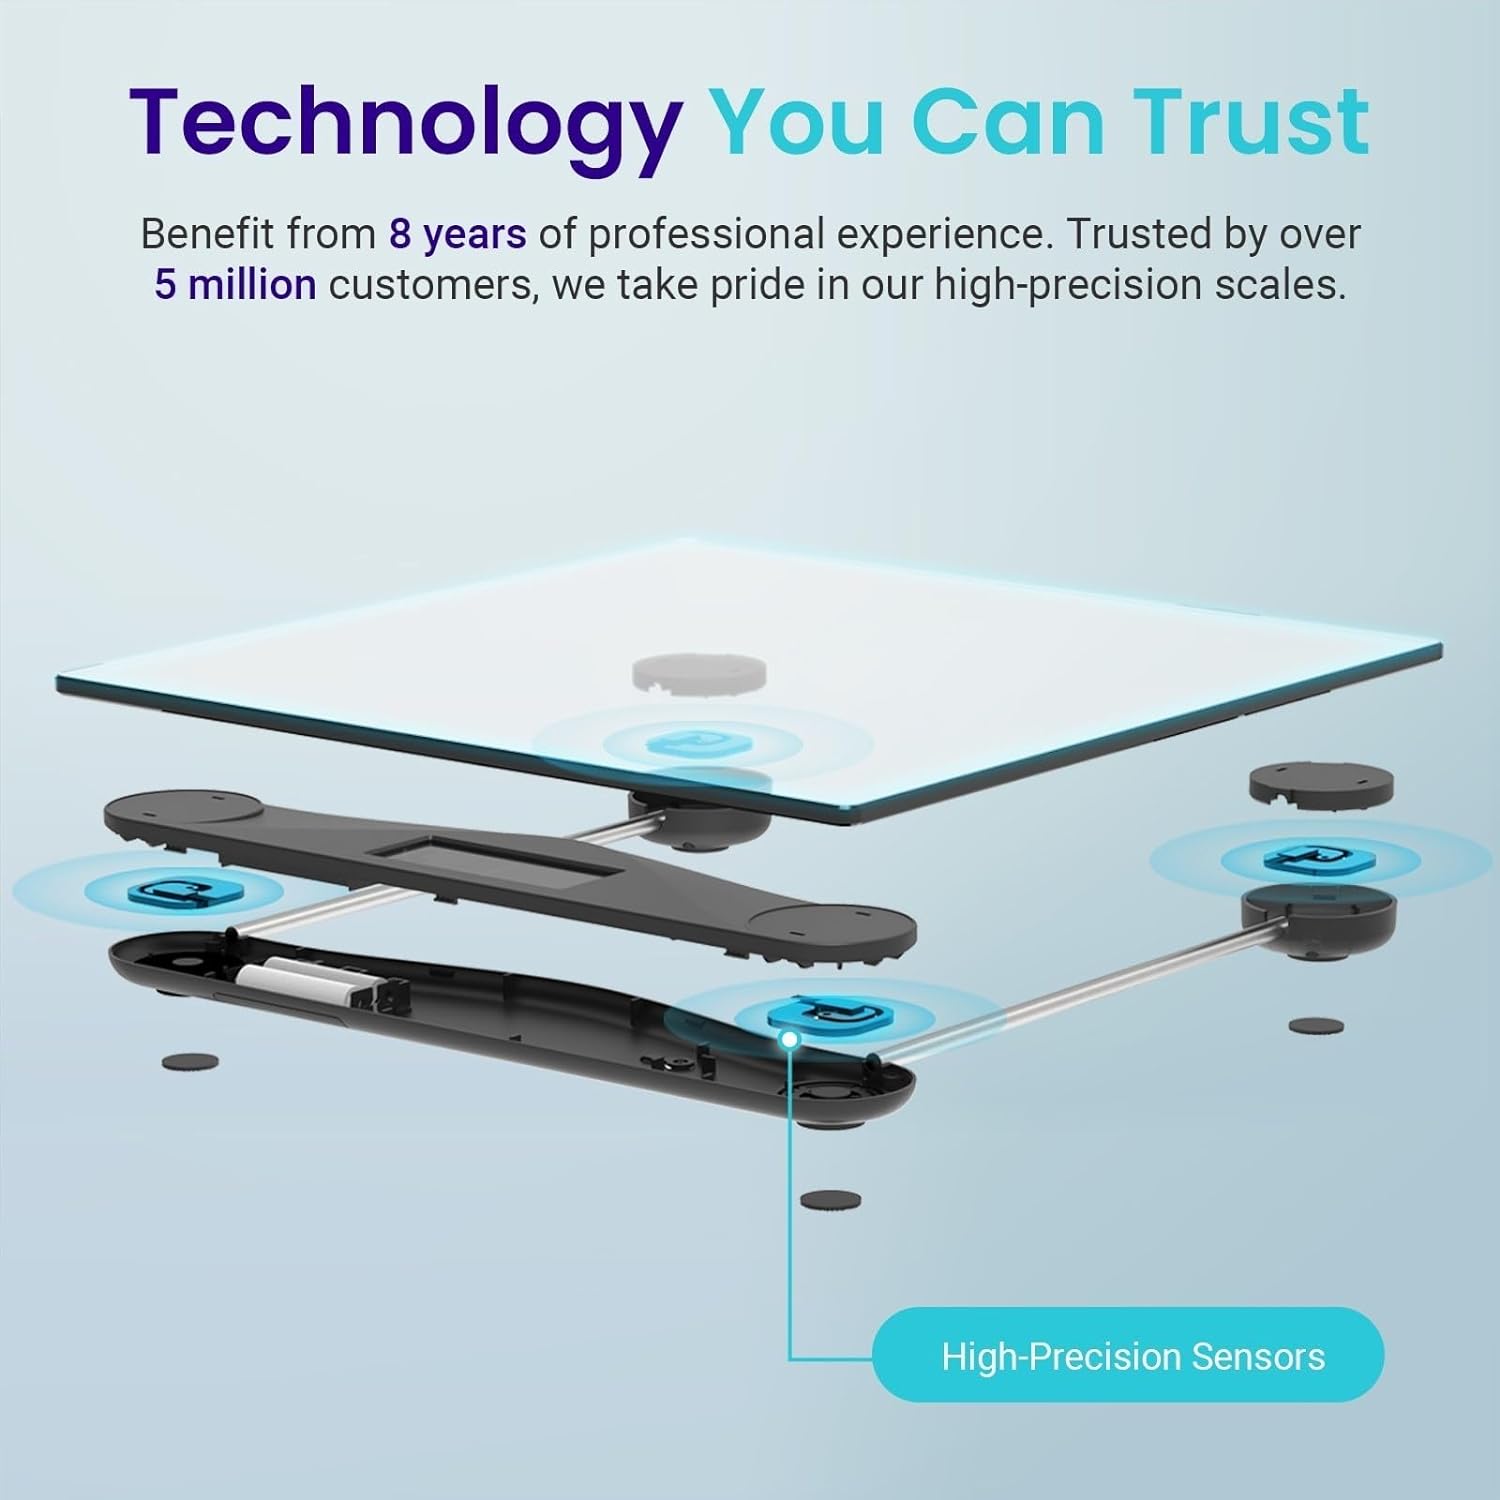 Technology You Can Trust
Benefit from 8 years of professional experience. Trusted by over
5 million customers, we take pride in our high-precision scales.
High-Precision Sensors